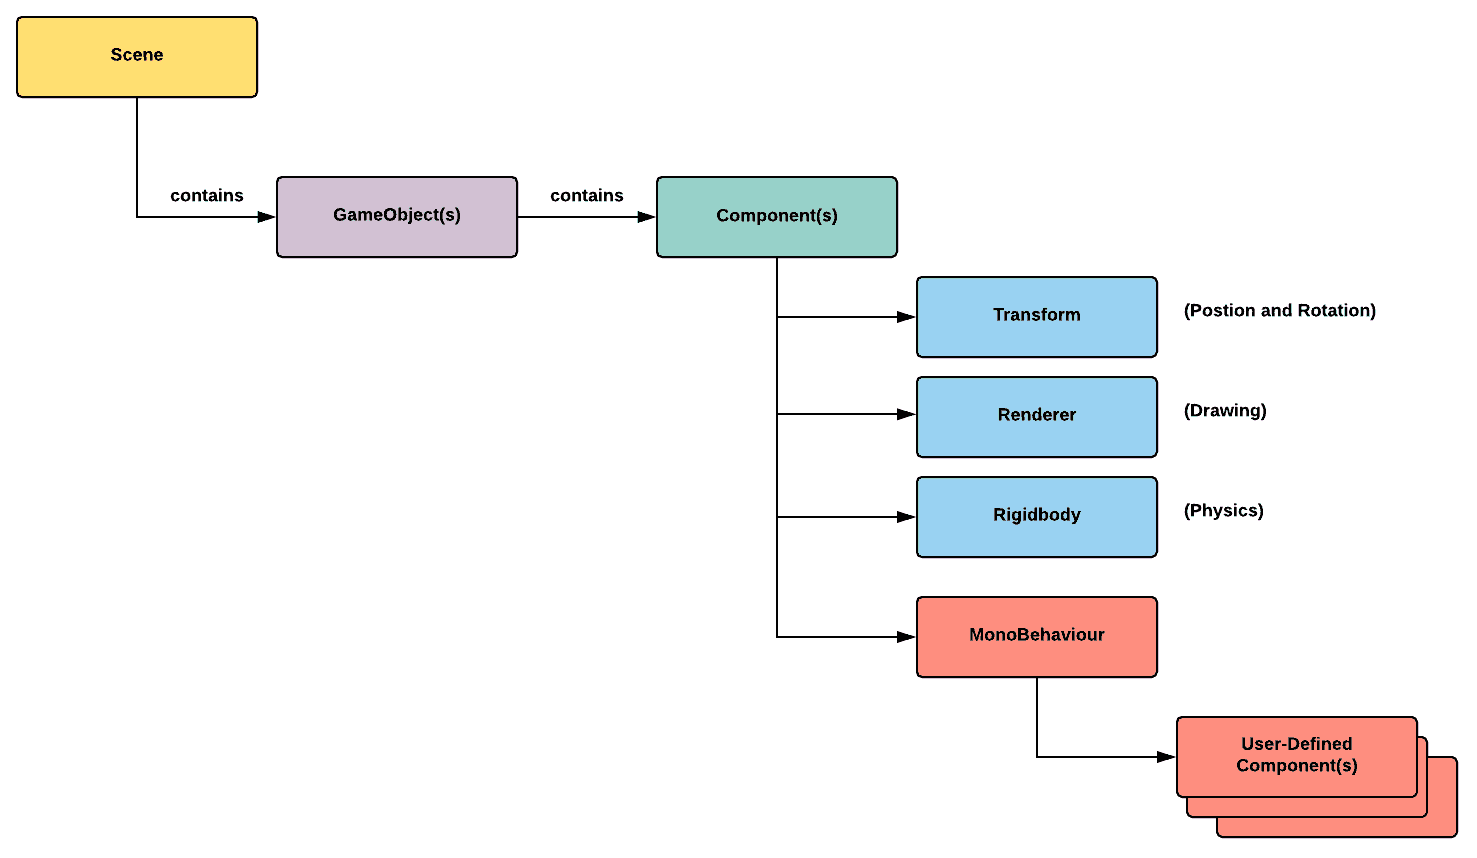 Scene
contains
GameObject(s)
contains
Component(s)
Transform
(Postion and Rotation)
Renderer
(Drawing)
Rigidbody
(Physics)
MonoBehaviour
User-Defined
Component(s)